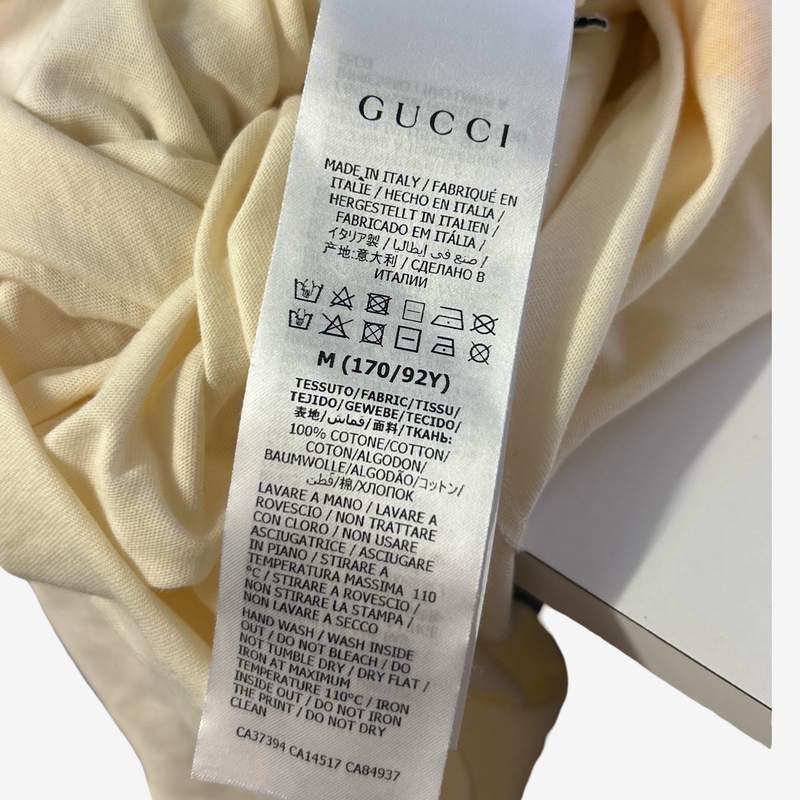 GUCCI
MADE IN ITALY / FABRIQUÉ EN
ITALIE / HECHO EN ITALIA /
HERGESTELLT IN ITALIEN /
FABRICADO EM ITÁLIA /
イタリア製 / صنع في إيطاليا /
产地:意大利 / СДЕЛАНО В
ИТАЛИИ
M (170/92Y)
TESSUTO/FABRIC/TISSU/
TEJIDO/GEWEBE/TECIDO/
表地/قماش/面料/ТКАНЬ:
100% COTONE/COTTON/
COTON/ALGODON/
BAUMWOLLE/ALGODÃO/コットン/
قطن/棉/ХЛОПОК
LAVARE A MANO / LAVARE A
ROVESCIO / NON TRATTARE
CON CLORO / NON USARE
ASCIUGATRICE / ASCIUGARE
IN PIANO / STIRARE A
TEMPERATURA MASSIMA 110
°C / STIRARE A ROVESCIO /
NON STIRARE LA STAMPA /
NON LAVARE A SECCO
HAND WASH / WASH INSIDE
OUT / DO NOT BLEACH / DO
NOT TUMBLE DRY / DRY FLAT /
IRON AT MAXIMUM
TEMPERATURE 110°C / IRON
INSIDE OUT / DO NOT IRON
THE PRINT / DO NOT DRY
CLEAN
CA37394 CA14517 CA84937